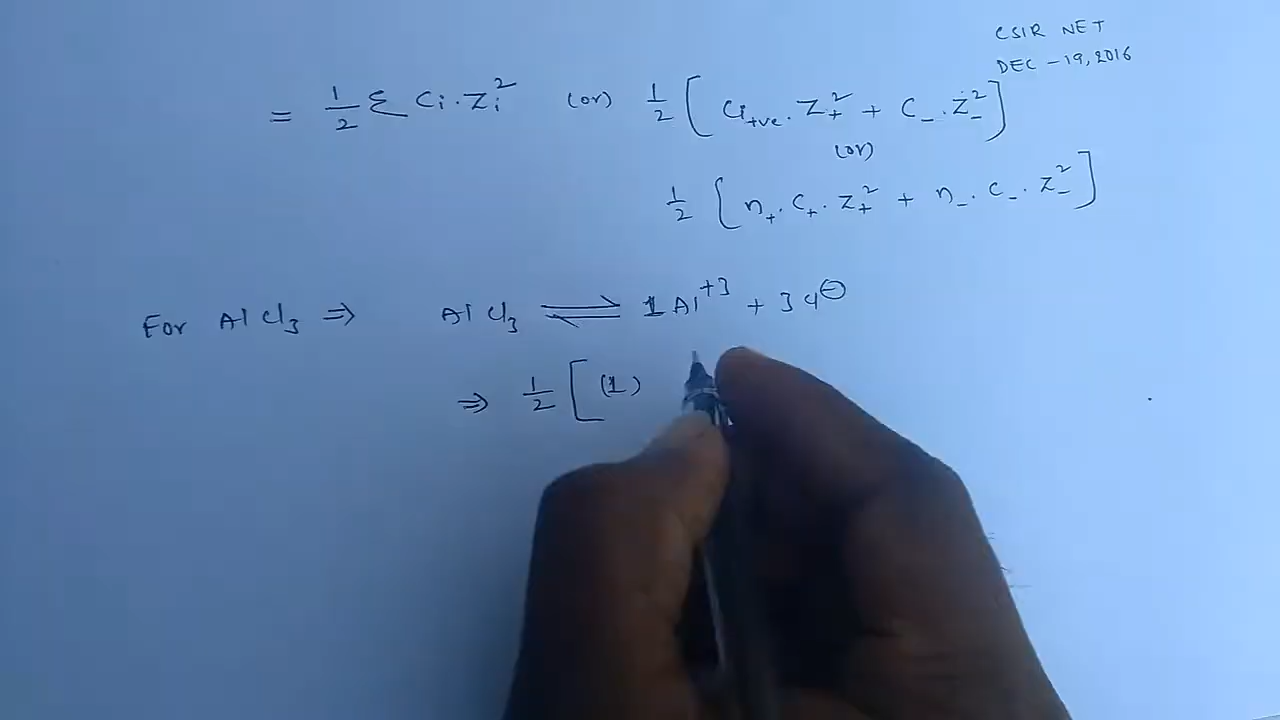 CSIR NET
DEC - 19, 2016
= 1/2 Σ Ci . Zi² (or) 1/2 [ Ci+ve . Z+² + C- . Z-² ]
(or)
1/2 [ n+ . C+ . Z+² + n- . C- . Z-² ]
For AlCl3 ⇒ AlCl3 ⇌ 1 Al+3 + 3 Cl⊖
⇒ 1/2 [ (1)